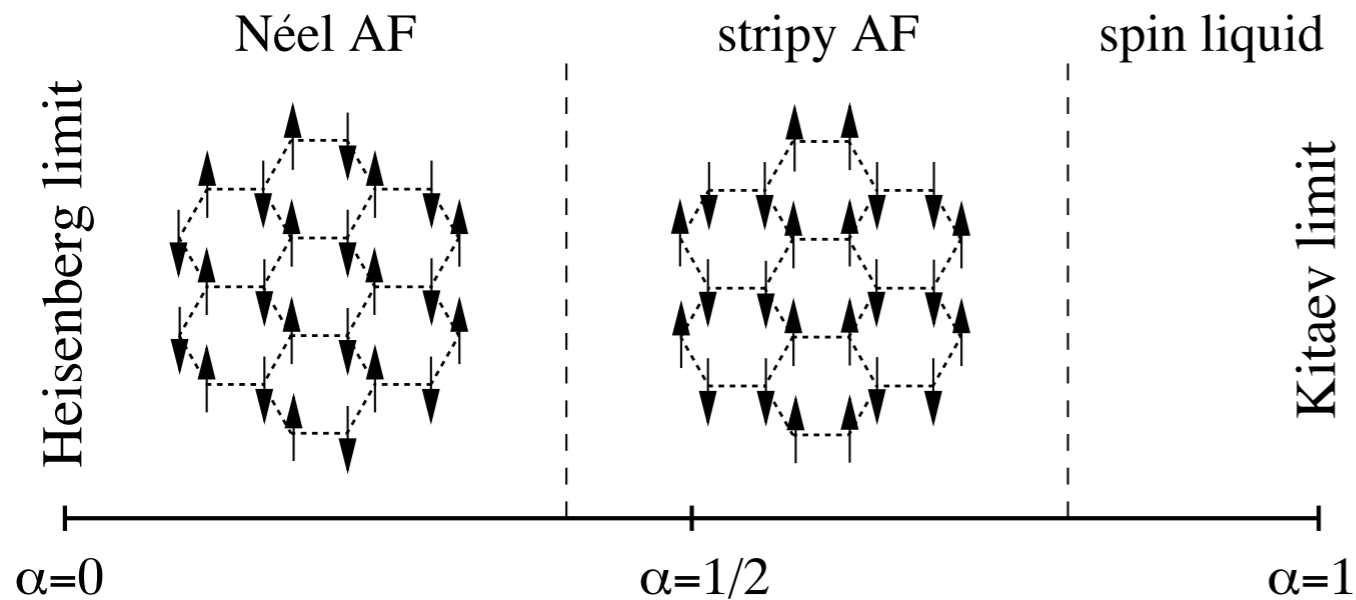 Néel AF
stripy AF
spin liquid
Heisenberg limit
Kitaev limit
α=0
α=1/2
α=1